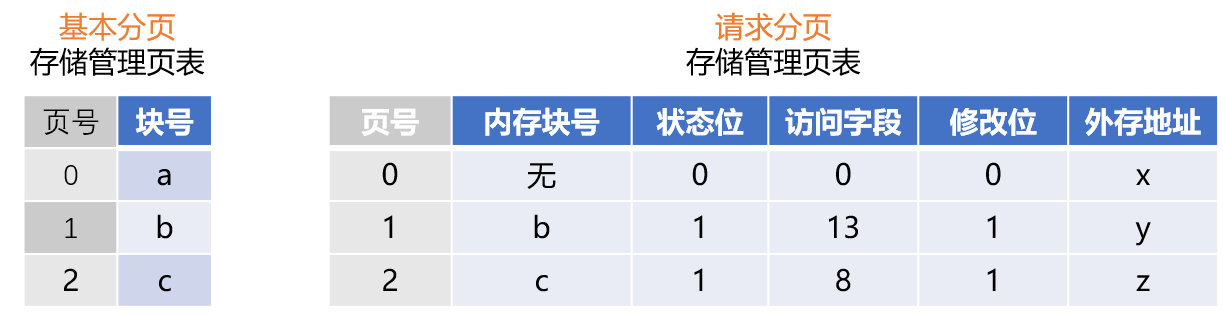 基本分页
存储管理页表
页号 块号
0 a
1 b
2 c
请求分页
存储管理页表
页号 内存块号 状态位 访问字段 修改位 外存地址
0 无 0 0 0 x
1 b 1 13 1 y
2 c 1 8 1 z